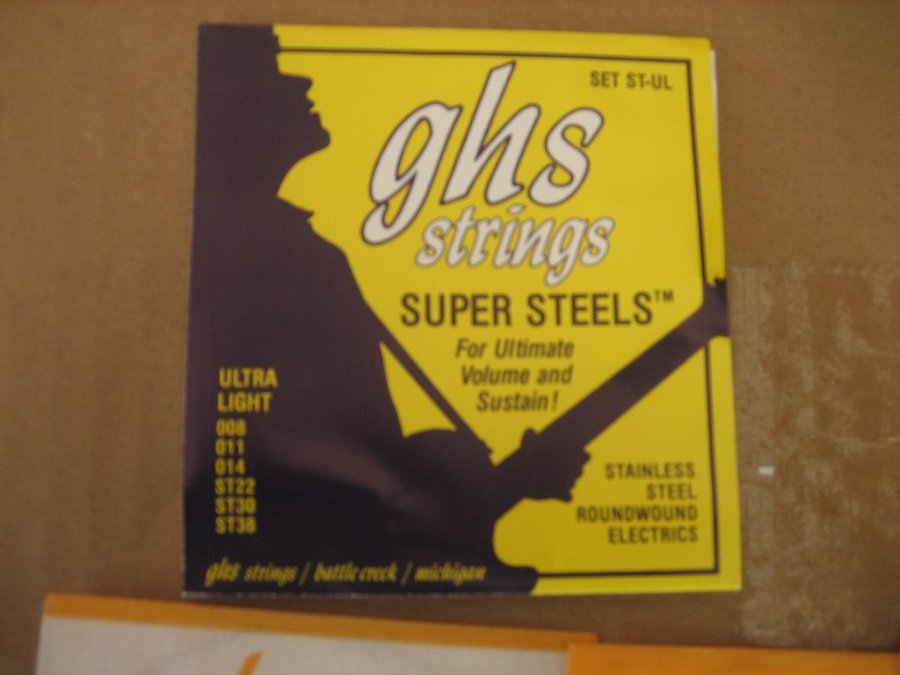 SET ST-UL
ghs
strings
SUPER STEELS™
For Ultimate
Volume and
Sustain!
ULTRA
LIGHT
008
011
014
ST22
ST30
ST38
STAINLESS
STEEL
ROUNDWOUND
ELECTRICS
ghs strings / battle creek / michigan